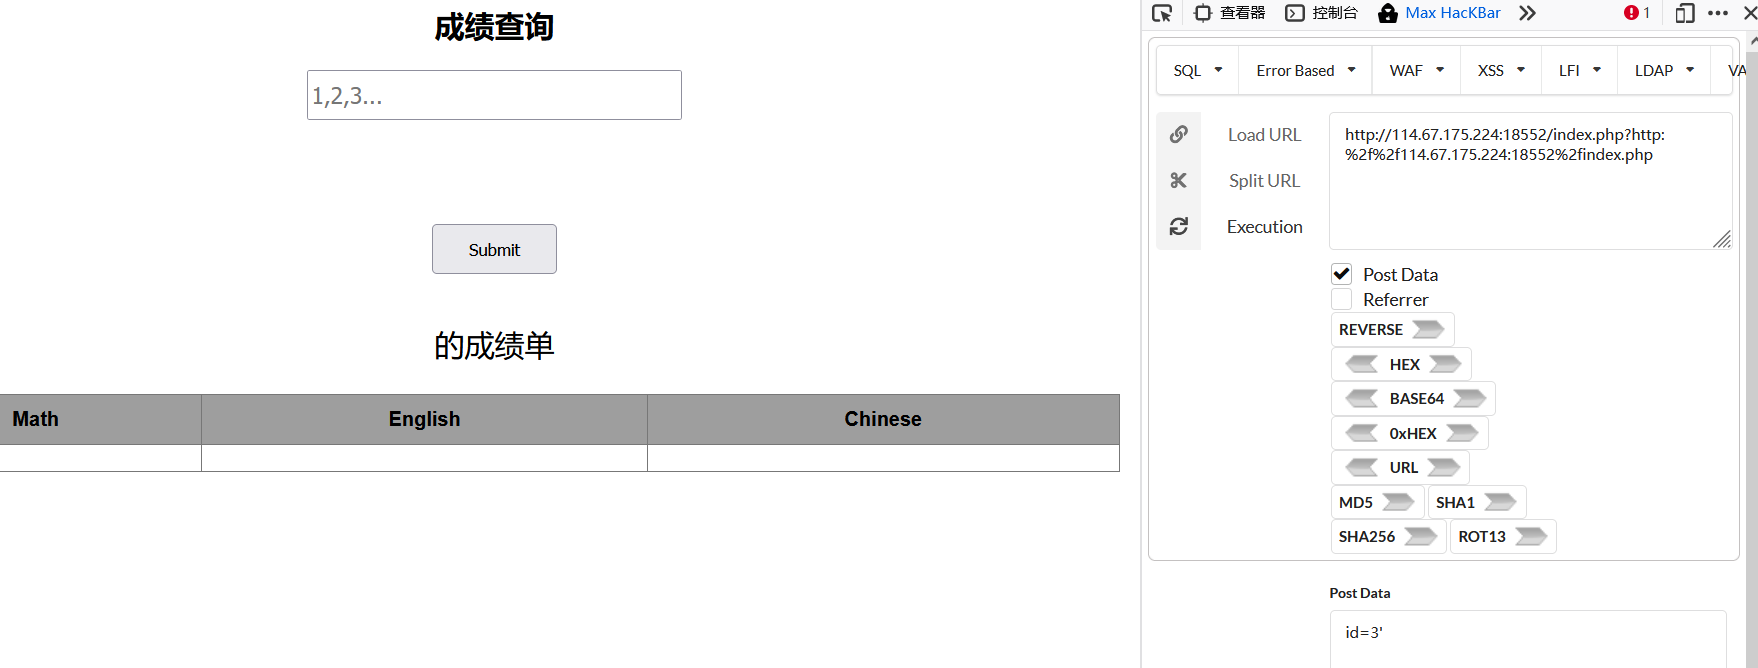 成绩查询
1,2,3...
Submit
的成绩单
Math English Chinese
查看器 控制台 Max HacKBar 1
SQL Error Based WAF XSS LFI LDAP VA
Load URL
Split URL
Execution
http://114.67.175.224:18552/index.php?http:
%2f%2f114.67.175.224:18552%2findex.php
Post Data
Referrer
REVERSE
HEX
BASE64
0xHEX
URL
MD5 SHA1
SHA256 ROT13
Post Data
id=3'